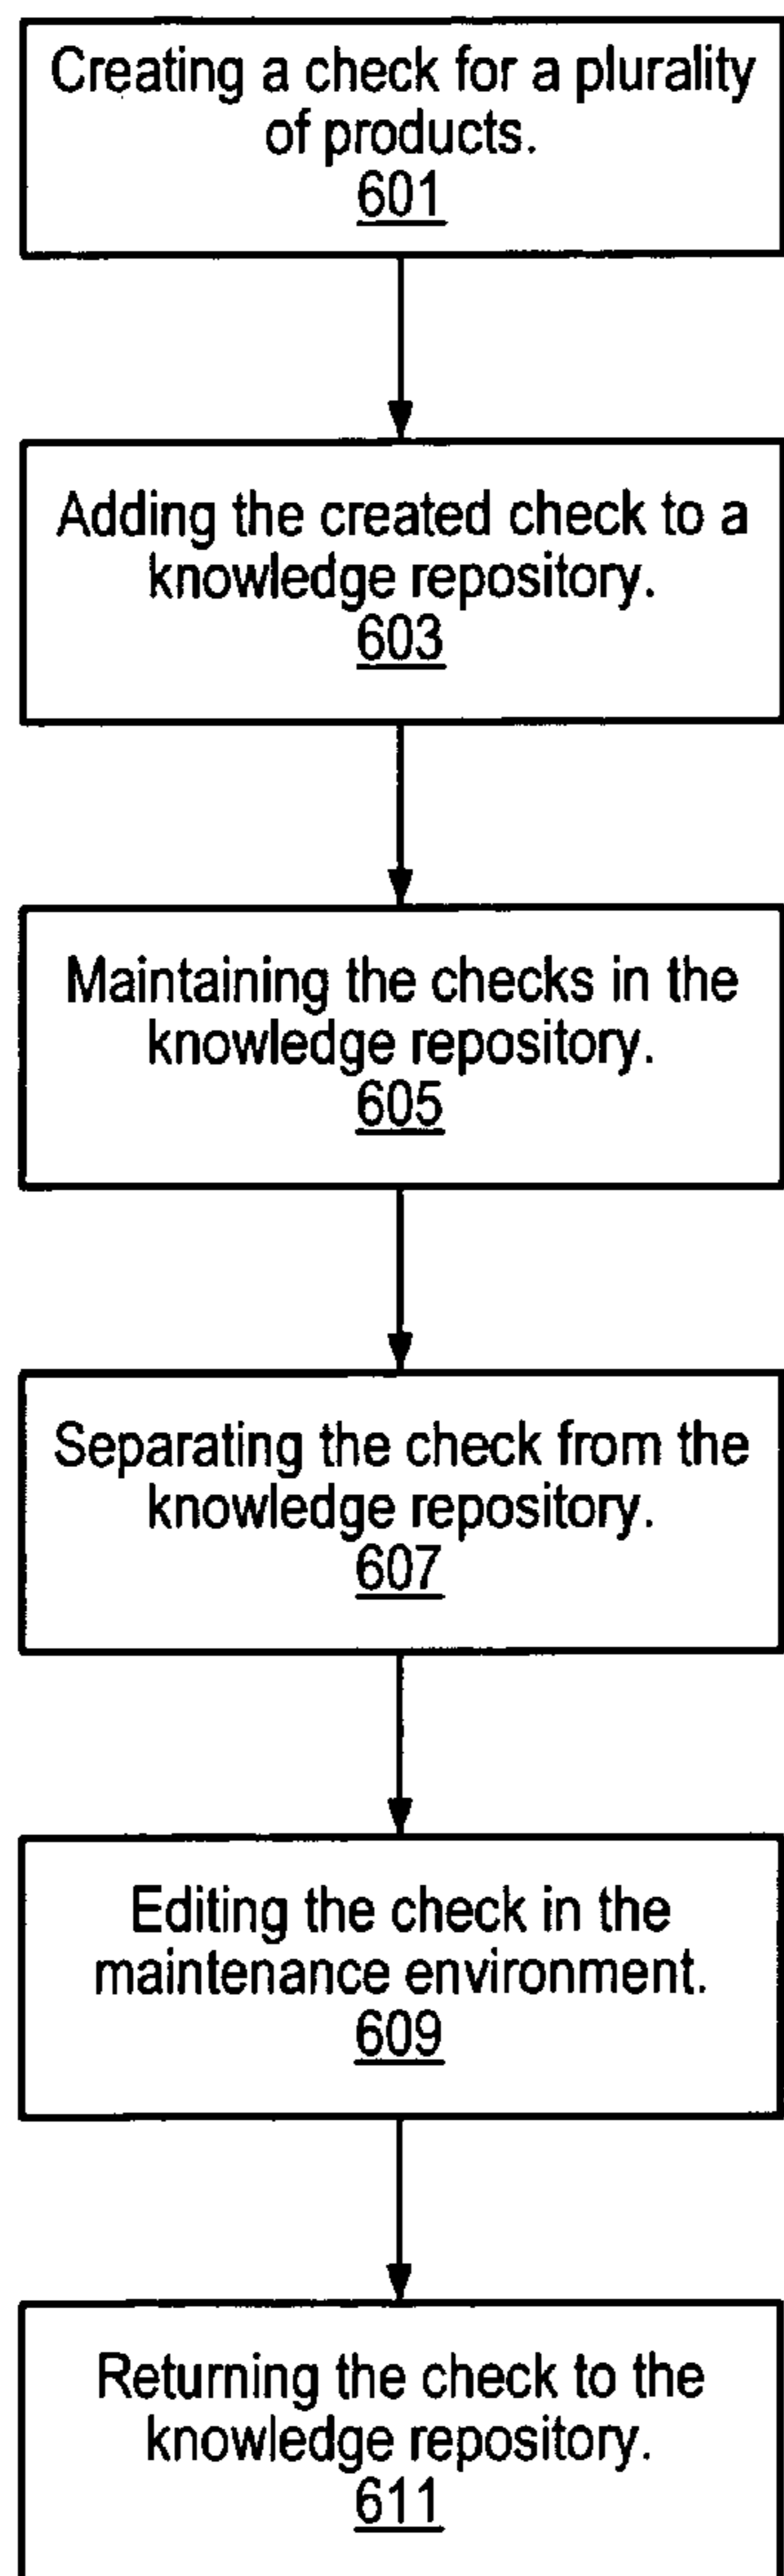 Creating a check for a plurality
of products.
601
Adding the created check to a
knowledge repository.
603
Maintaining the checks in the
knowledge repository.
605
Separating the check from the
knowledge repository.
607
Editing the check in the
maintenance environment.
609
Returning the check to the
knowledge repository.
611